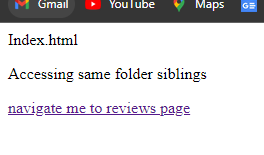 Gmail YouTube Maps
Index.html
Accessing same folder siblings
navigate me to reviews page